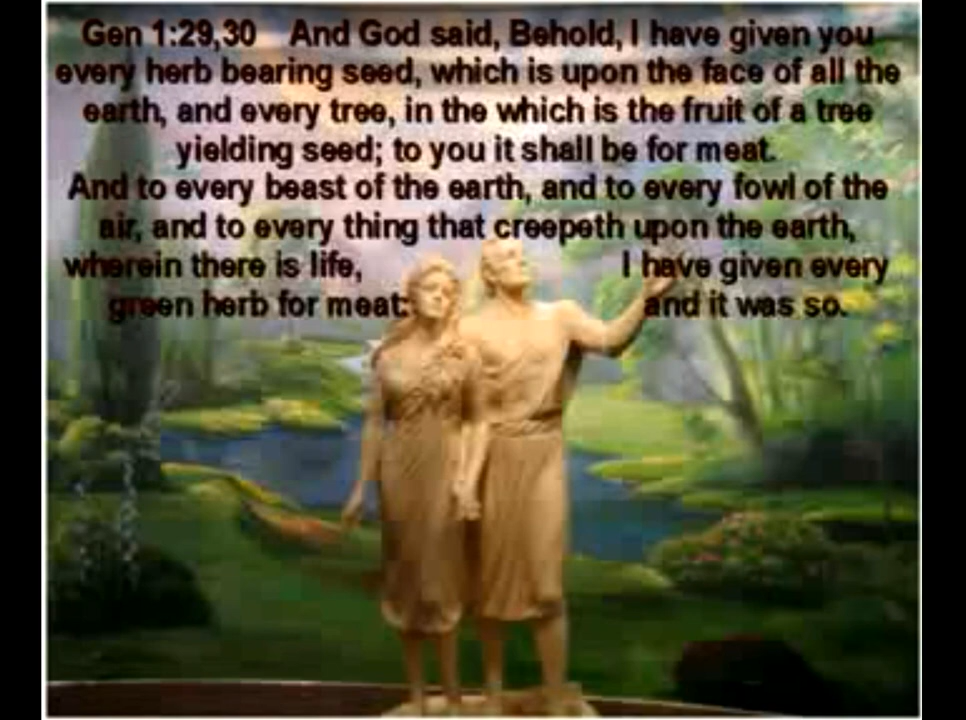 Gen 1:29,30 And God said, Behold, I have given you
every herb bearing seed, which is upon the face of all the
earth, and every tree, in the which is the fruit of a tree
yielding seed; to you it shall be for meat.
And to every beast of the earth, and to every fowl of the
air, and to every thing that creepeth upon the earth,
wherein there is life, I have given every
green herb for meat: and it was so.